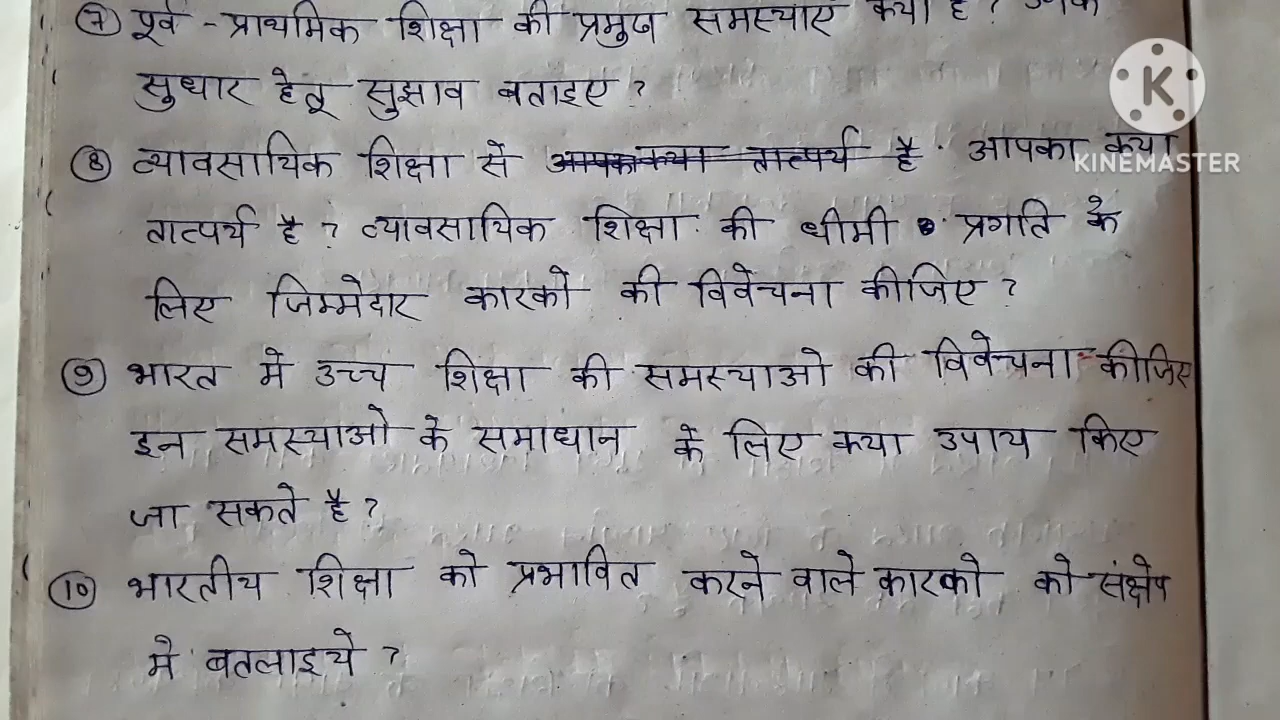 ⑦ पूर्व - प्राथमिक शिक्षा की प्रमुख समस्याएं क्या है ?
सुधार हेतू सुझाव बताइए ?
⑧ व्यावसायिक शिक्षा से आपका क्या तात्पर्य है . आपका क्या
तात्पर्य है ? व्यावसायिक शिक्षा की धीमी प्रगति के
लिए जिम्मेदार कारको की विवेचना कीजिए ?
⑨ भारत मे उच्च शिक्षा की समस्याओ की विवेचना कीजिए
इन समस्याओ के समाधान के लिए क्या उपाय किए
जा सकते है ?
⑩ भारतीय शिक्षा को प्रभावित करने वाले कारको को संक्षेप
मे बतलाइये ?
K
KINEMASTER